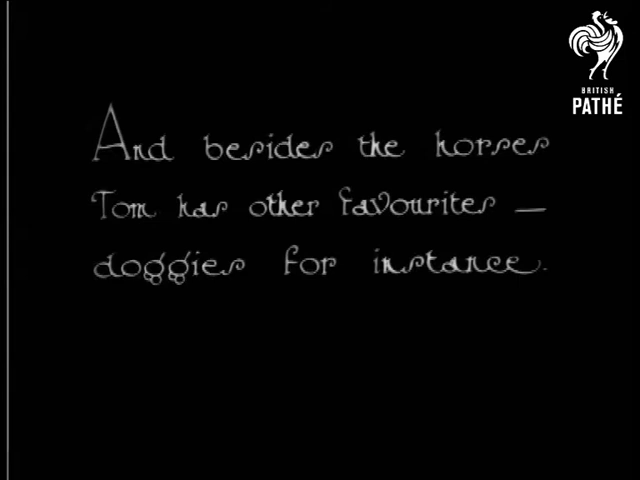 BRITISH
PATHÉ
And besides the horses
Tom has other favourites —
doggies for instance.